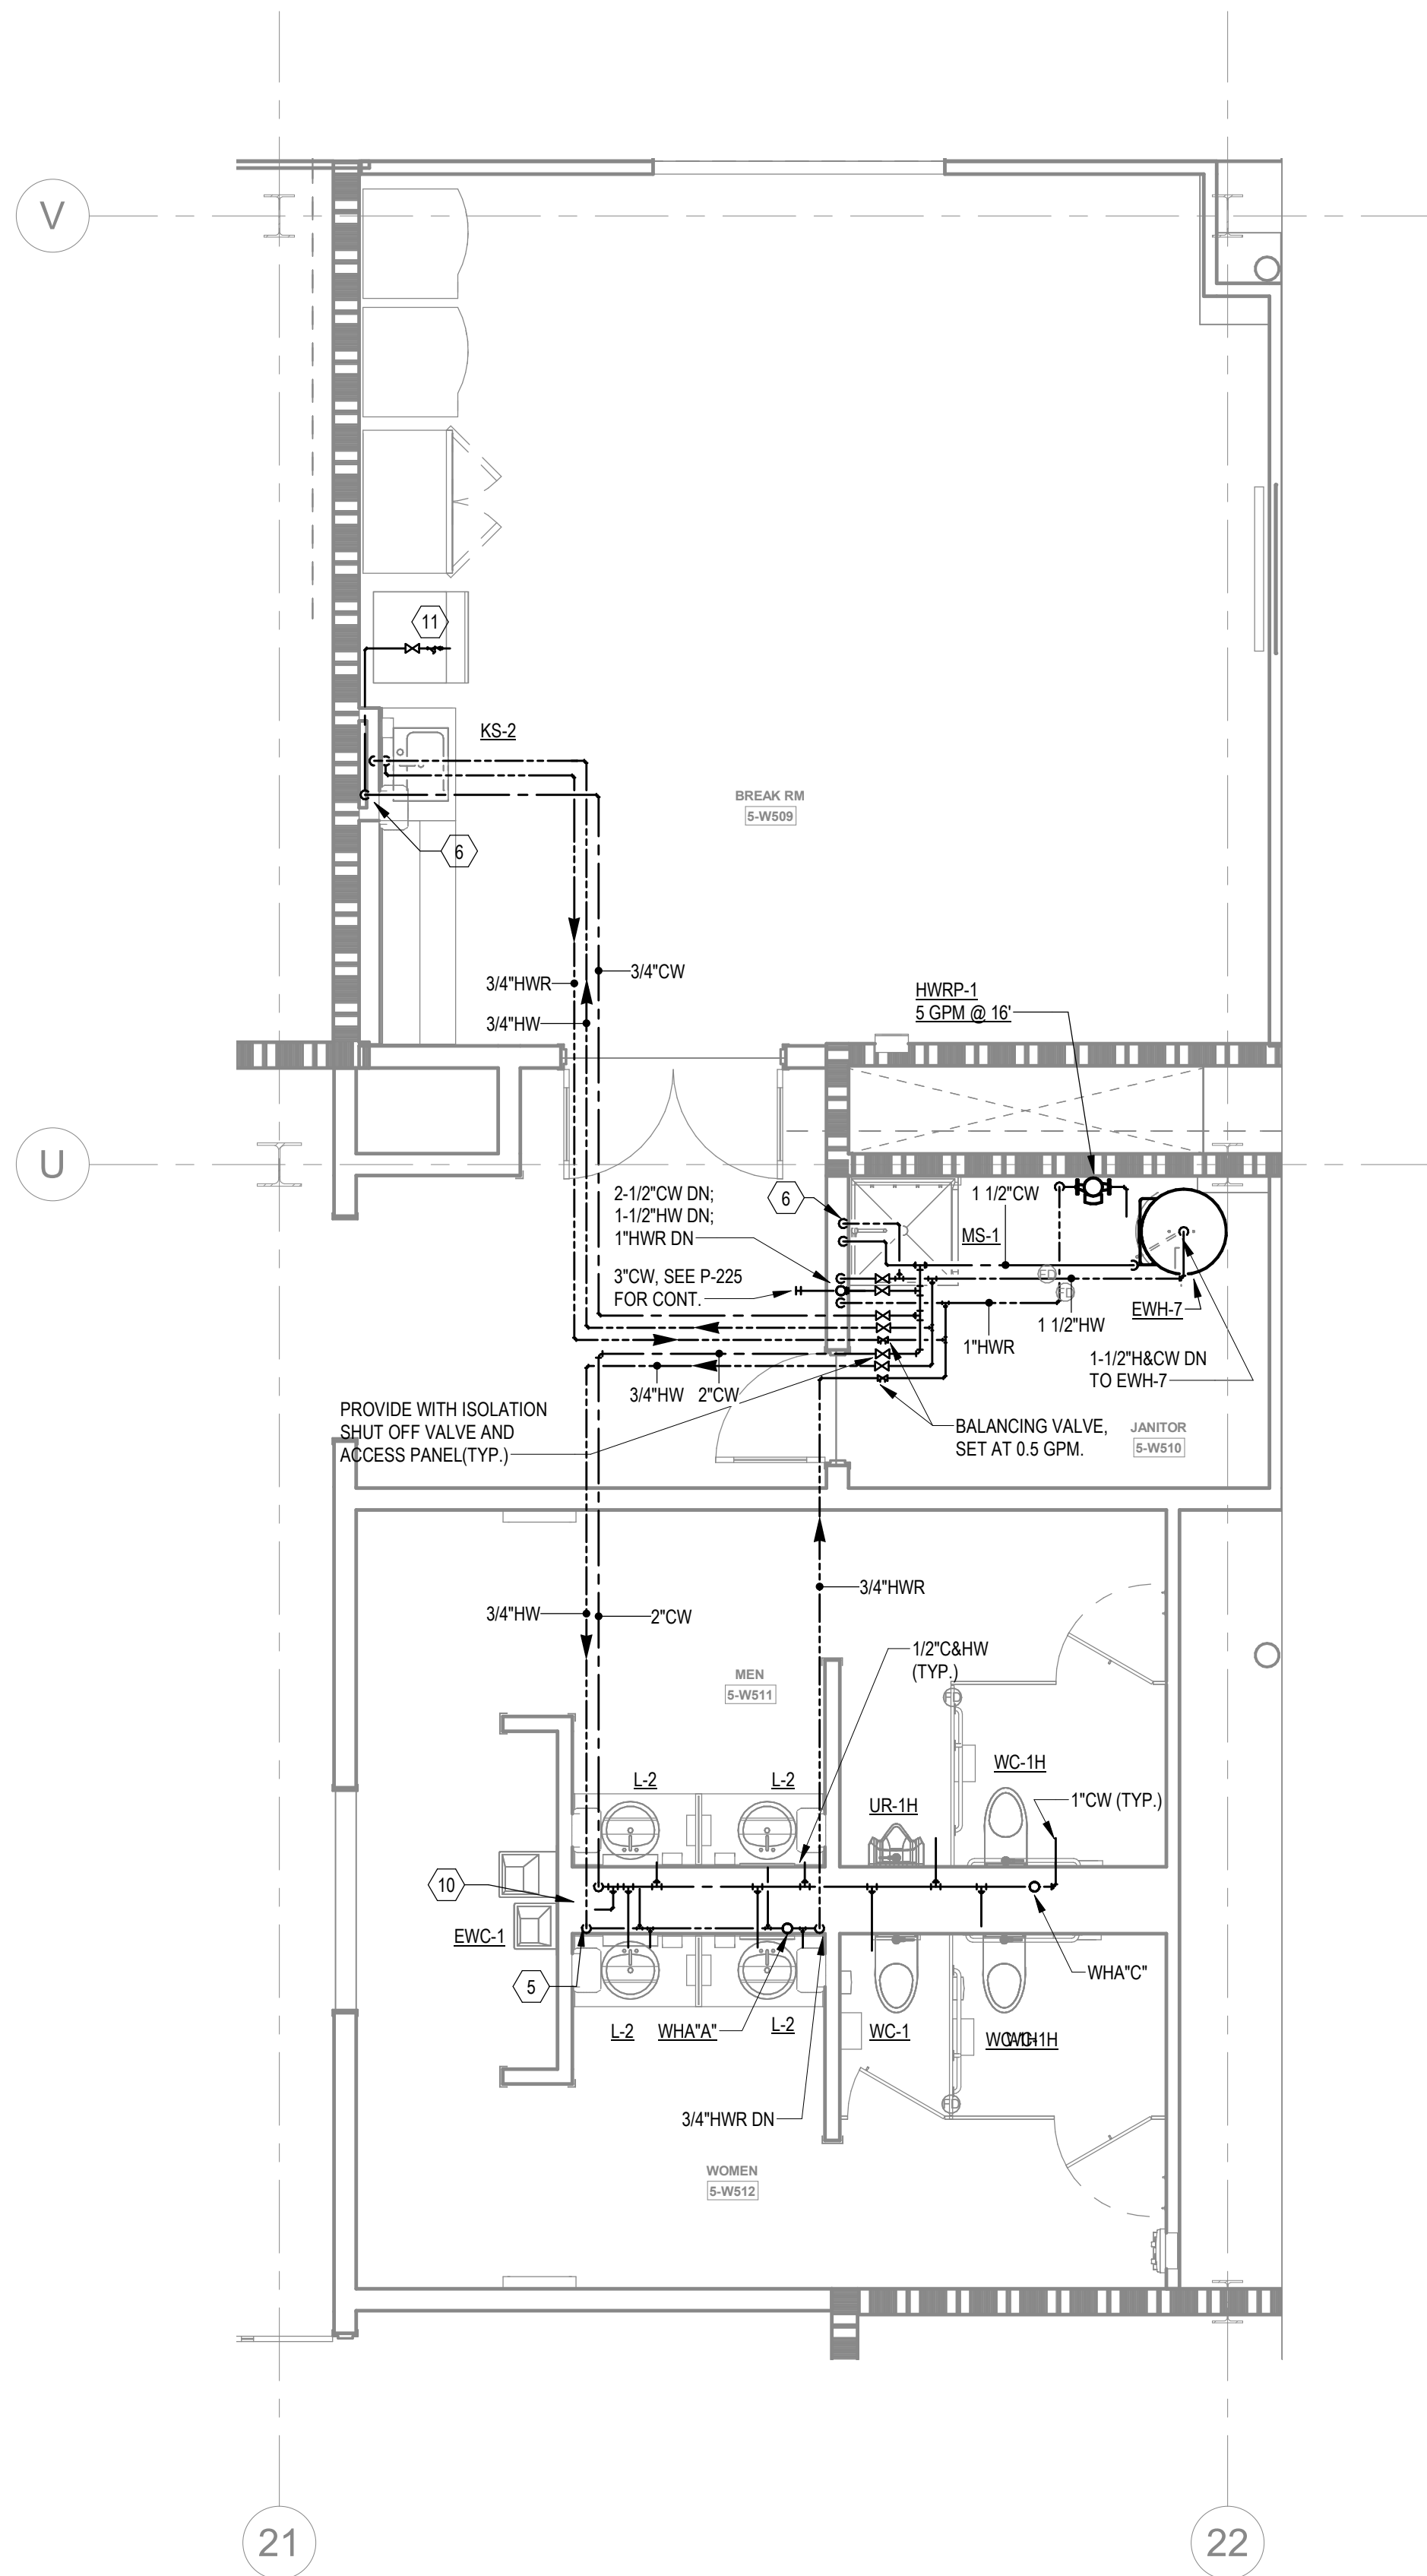 V
11
KS-2
BREAK RM
5-W509
6
3/4"CW
3/4"HWR
3/4"HW
HWRP-1
5 GPM @ 16'
U
2-1/2"CW DN;
1-1/2"HW DN;
1"HWR DN
6
1 1/2"CW
MS-1
3"CW, SEE P-225
FOR CONT.
FD
FD
EWH-7
1 1/2"HW
1"HWR
1-1/2"H&CW DN
TO EWH-7
3/4"HW
2"CW
PROVIDE WITH ISOLATION
SHUT OFF VALVE AND
ACCESS PANEL(TYP.)
BALANCING VALVE,
SET AT 0.5 GPM.
JANITOR
5-W510
3/4"HWR
3/4"HW
2"CW
1/2"C&HW
(TYP.)
MEN
5-W511
FD
L-2
L-2
WC-1H
UR-1H
1"CW (TYP.)
10
EWC-1
5
WHA"C"
L-2
WHA"A"
L-2
WC-1
WC-1H
FD
3/4"HWR DN
WOMEN
5-W512
21
22